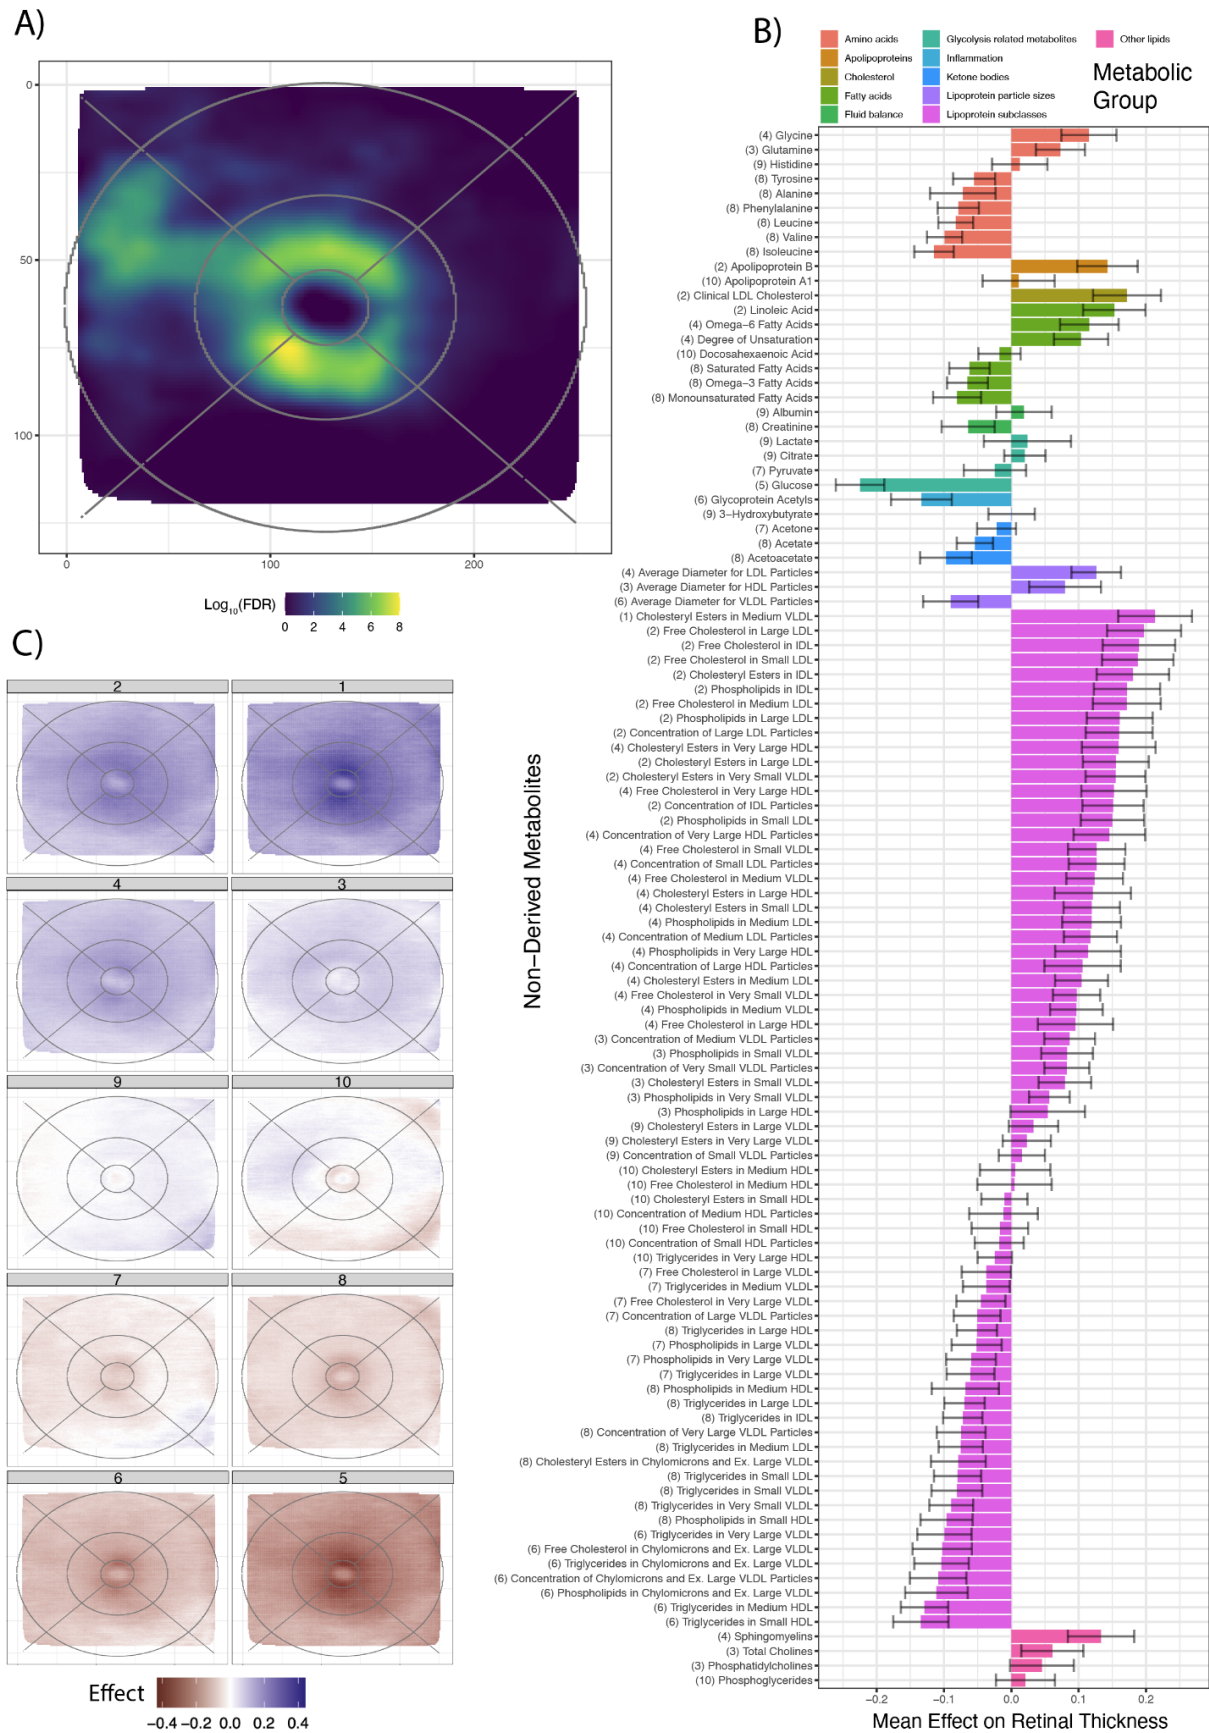 A)
0
50
100
0
100
200
Log10(FDR)
0 2 4 6 8
B)
Amino acids
Apolipoproteins
Cholesterol
Fatty acids
Fluid balance
Glycolysis related metabolites
Inflammation
Ketone bodies
Lipoprotein particle sizes
Lipoprotein subclasses
Other lipids
Metabolic
Group
Non-Derived Metabolites
(4) Glycine
(3) Glutamine
(9) Histidine
(8) Tyrosine
(8) Alanine
(8) Phenylalanine
(8) Leucine
(8) Valine
(8) Isoleucine
(2) Apolipoprotein B
(10) Apolipoprotein A1
(2) Clinical LDL Cholesterol
(2) Linoleic Acid
(4) Omega−6 Fatty Acids
(4) Degree of Unsaturation
(10) Docosahexaenoic Acid
(8) Saturated Fatty Acids
(8) Omega−3 Fatty Acids
(8) Monounsaturated Fatty Acids
(9) Albumin
(8) Creatinine
(9) Lactate
(9) Citrate
(7) Pyruvate
(5) Glucose
(6) Glycoprotein Acetyls
(9) 3−Hydroxybutyrate
(7) Acetone
(8) Acetate
(8) Acetoacetate
(4) Average Diameter for LDL Particles
(3) Average Diameter for HDL Particles
(6) Average Diameter for VLDL Particles
(1) Cholesteryl Esters in Medium VLDL
(2) Free Cholesterol in Large LDL
(2) Free Cholesterol in IDL
(2) Free Cholesterol in Small LDL
(2) Cholesteryl Esters in IDL
(2) Phospholipids in IDL
(2) Free Cholesterol in Medium LDL
(2) Phospholipids in Large LDL
(2) Concentration of Large LDL Particles
(4) Cholesteryl Esters in Very Large HDL
(2) Cholesteryl Esters in Large LDL
(2) Cholesteryl Esters in Very Small VLDL
(4) Free Cholesterol in Very Large HDL
(2) Concentration of IDL Particles
(2) Phospholipids in Small LDL
(4) Concentration of Very Large HDL Particles
(4) Free Cholesterol in Small VLDL
(4) Concentration of Small LDL Particles
(4) Free Cholesterol in Medium VLDL
(4) Cholesteryl Esters in Large HDL
(4) Cholesteryl Esters in Small LDL
(4) Phospholipids in Medium LDL
(4) Concentration of Medium LDL Particles
(4) Phospholipids in Very Large HDL
(4) Concentration of Large HDL Particles
(4) Cholesteryl Esters in Medium LDL
(4) Free Cholesterol in Very Small VLDL
(4) Phospholipids in Medium VLDL
(4) Free Cholesterol in Large HDL
(3) Concentration of Medium VLDL Particles
(3) Phospholipids in Small VLDL
(3) Concentration of Very Small VLDL Particles
(3) Cholesteryl Esters in Small VLDL
(3) Phospholipids in Very Small VLDL
(3) Phospholipids in Large HDL
(9) Cholesteryl Esters in Large VLDL
(9) Cholesteryl Esters in Very Large VLDL
(9) Concentration of Small VLDL Particles
(10) Cholesteryl Esters in Medium HDL
(10) Free Cholesterol in Medium HDL
(10) Cholesteryl Esters in Small HDL
(10) Concentration of Medium HDL Particles
(10) Free Cholesterol in Small HDL
(10) Concentration of Small HDL Particles
(10) Triglycerides in Very Large HDL
(7) Free Cholesterol in Large VLDL
(7) Triglycerides in Medium VLDL
(7) Free Cholesterol in Very Large VLDL
(7) Concentration of Large VLDL Particles
(8) Triglycerides in Large HDL
(7) Phospholipids in Large VLDL
(7) Phospholipids in Very Large VLDL
(7) Triglycerides in Large VLDL
(8) Phospholipids in Medium HDL
(8) Triglycerides in Large LDL
(8) Triglycerides in IDL
(8) Concentration of Very Large VLDL Particles
(8) Triglycerides in Medium LDL
(8) Cholesteryl Esters in Chylomicrons and Ex. Large VLDL
(8) Triglycerides in Small LDL
(8) Triglycerides in Small VLDL
(8) Triglycerides in Very Small VLDL
(8) Phospholipids in Small HDL
(6) Triglycerides in Very Large VLDL
(6) Free Cholesterol in Chylomicrons and Ex. Large VLDL
(6) Triglycerides in Chylomicrons and Ex. Large VLDL
(6) Concentration of Chylomicrons and Ex. Large VLDL Particles
(6) Phospholipids in Chylomicrons and Ex. Large VLDL
(6) Triglycerides in Medium HDL
(6) Triglycerides in Small HDL
(4) Sphingomyelins
(3) Total Cholines
(3) Phosphatidylcholines
(10) Phosphoglycerides
−0.2 −0.1 0.0 0.1 0.2
Mean Effect on Retinal Thickness
C)
2 1
4 3
9 10
7 8
6 5
Effect
−0.4 −0.2 0.0 0.2 0.4